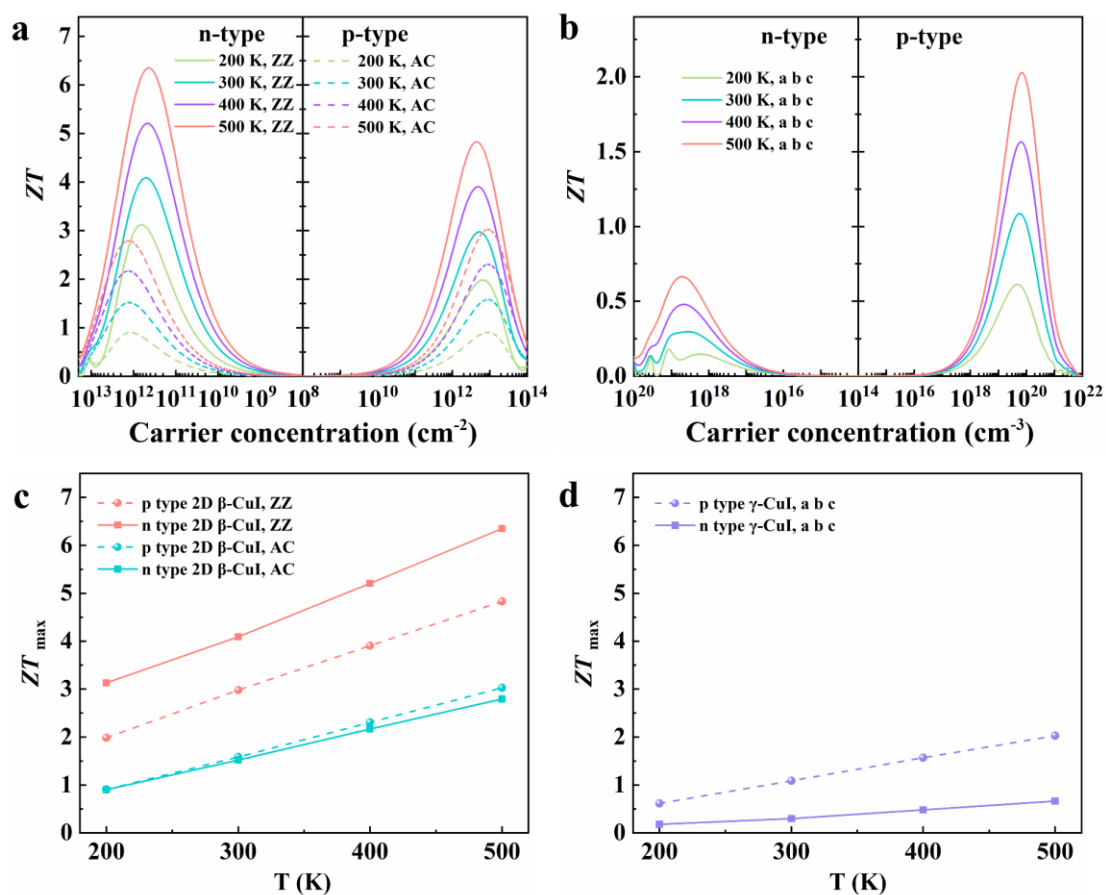 a
n-type
p-type
200 K, ZZ
300 K, ZZ
400 K, ZZ
500 K, ZZ
200 K, AC
300 K, AC
400 K, AC
500 K, AC
7
6
5
4
3
2
1
0
ZT
10^13 10^12 10^11 10^10 10^9 10^8 10^10 10^12 10^14
Carrier concentration (cm^-2)
b
n-type
p-type
200 K, a b c
300 K, a b c
400 K, a b c
500 K, a b c
2.0
1.5
1.0
0.5
0.0
ZT
10^20 10^18 10^16 10^14 10^16 10^18 10^20 10^22
Carrier concentration (cm^-3)
c
p type 2D β-CuI, ZZ
n type 2D β-CuI, ZZ
p type 2D β-CuI, AC
n type 2D β-CuI, AC
7
6
5
4
3
2
1
0
ZT max
200 300 400 500
T (K)
d
p type γ-CuI, a b c
n type γ-CuI, a b c
7
6
5
4
3
2
1
0
ZT max
200 300 400 500
T (K)